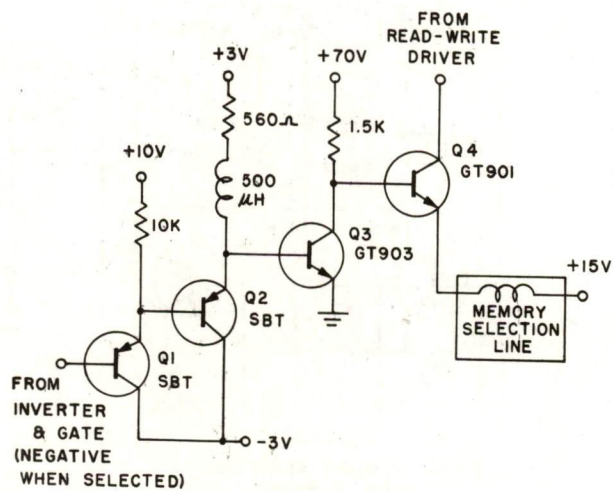 FROM
READ-WRITE
DRIVER
+3V
+70V
560Ω
1.5K
Q4
GT901
+10V
500
μH
10K
Q3
GT903
+15V
Q2
SBT
MEMORY
SELECTION
LINE
Q1
SBT
FROM
INVERTER
& GATE
(NEGATIVE
WHEN SELECTED)
-3V